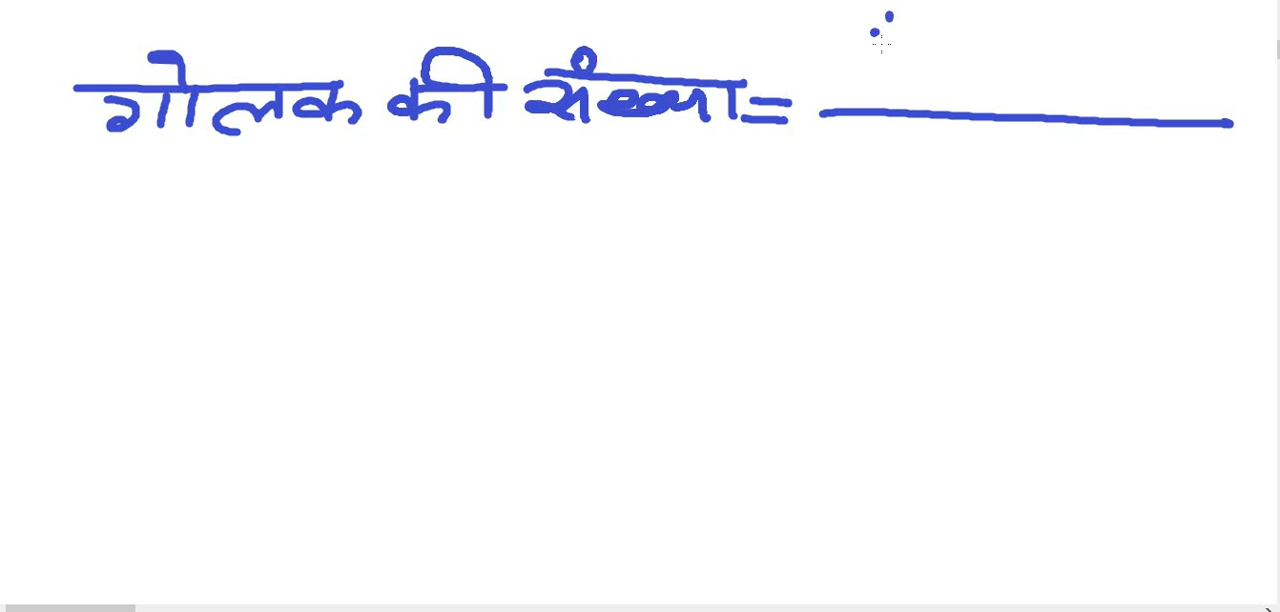 गोलक की संख्या =